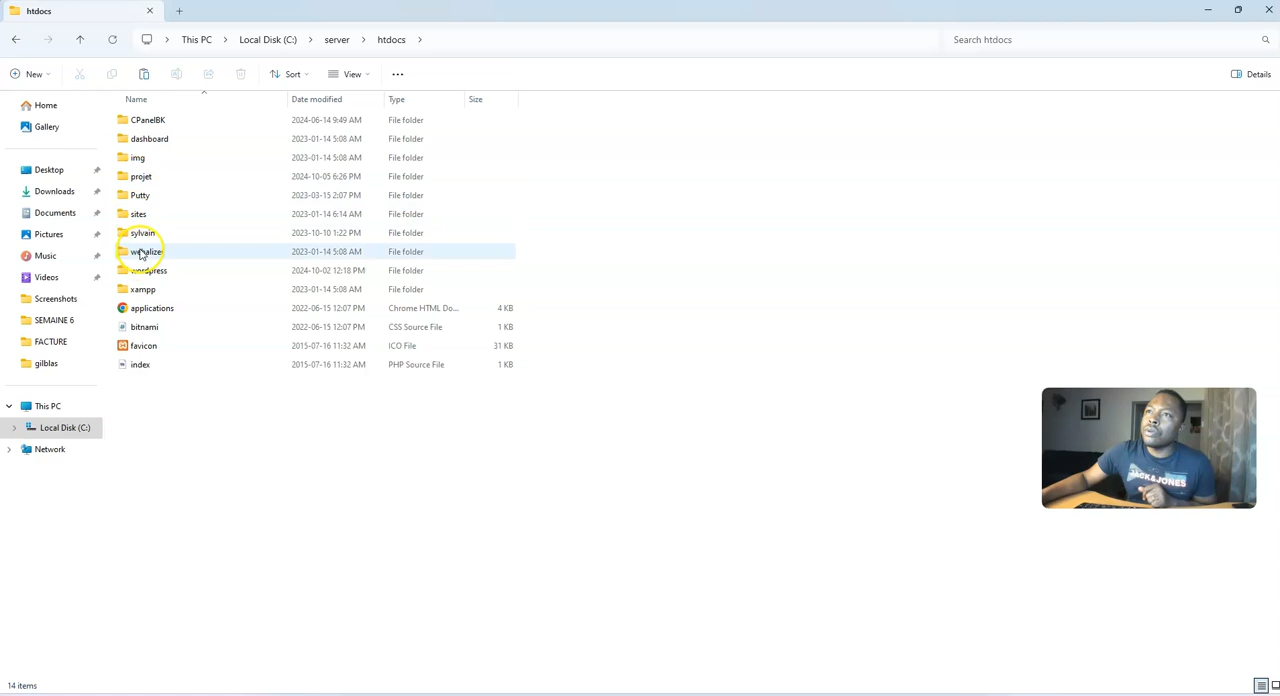 htdocs
This PC > Local Disk (C:) > server > htdocs >
Search htdocs
New
Sort
View
Details
Name Date modified Type Size
Home
Gallery
Desktop
Downloads
Documents
Pictures
Music
Videos
Screenshots
SEMAINE 6
FACTURE
gilblas
This PC
Local Disk (C:)
Network
CPanelBK 2024-06-14 9:49 AM File folder
dashboard 2023-01-14 5:08 AM File folder
img 2023-01-14 5:08 AM File folder
projet 2024-10-05 6:26 PM File folder
Putty 2023-03-15 2:07 PM File folder
sites 2023-01-14 6:14 AM File folder
sylvain 2023-10-10 1:22 PM File folder
webalizer 2023-01-14 5:08 AM File folder
wordpress 2024-10-02 12:18 PM File folder
xampp 2023-01-14 5:08 AM File folder
applications 2022-06-15 12:07 PM Chrome HTML Do... 4 KB
bitnami 2022-06-15 12:07 PM CSS Source File 1 KB
favicon 2015-07-16 11:32 AM ICO File 31 KB
index 2015-07-16 11:32 AM PHP Source File 1 KB
JACK&JONES
14 items